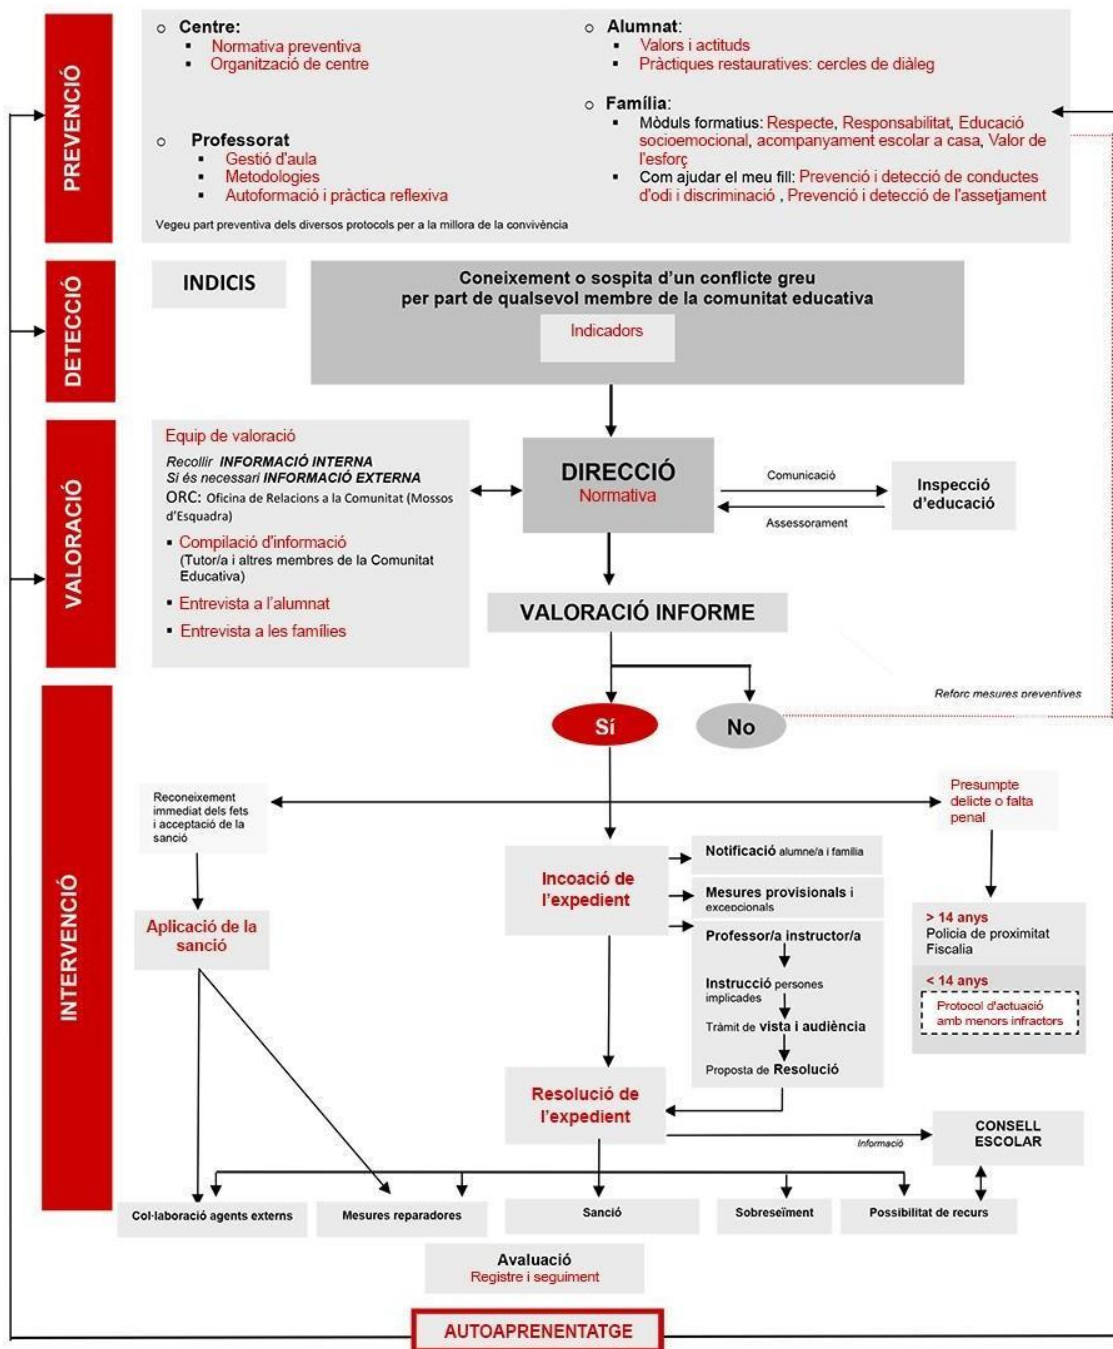 PREVENCIÓ
Centre:
Normativa preventiva
Organització de centre
Professorat
Gestió d'aula
Metodologies
Autoformació i pràctica reflexiva
Alumnat:
Valors i actituds
Pràctiques restauratives: cercles de diàleg
Família:
Mòduls formatius: Respecte, Responsabilitat, Educació
socioemocional, acompanyament escolar a casa, Valor de
l'esforç
Com ajudar el meu fill: Prevenció i detecció de conductes
d'odi i discriminació , Prevenció i detecció de l'assetjament
Vegeu part preventiva dels diversos protocols per a la millora de la convivència
DETECCIÓ
INDICIS
Coneixement o sospita d'un conflicte greu
per part de qualsevol membre de la comunitat educativa
Indicadors
VALORACIÓ
Equip de valoració
Recollir INFORMACIÓ INTERNA
Si és necessari INFORMACIÓ EXTERNA
ORC: Oficina de Relacions a la Comunitat (Mossos
d'Esquadra)
Compilació d'informació
(Tutor/a i altres membres de la Comunitat
Educativa)
Entrevista a l'alumnat
Entrevista a les famílies
DIRECCIÓ
Normativa
Comunicació
Assessorament
Inspecció
d'educació
VALORACIÓ INFORME
Reforç mesures preventives
Sí
No
INTERVENCIÓ
Reconeixement
immediat dels fets
i acceptació de la
sanció
Aplicació de la
sanció
Incoació de
l'expedient
Notificació alumne/a i família
Mesures provisionals i
excepcionals
Professor/a instructor/a
Instrucció persones
implicades
Tràmit de vista i audiència
Proposta de Resolució
Presumpte
delicte o falta
penal
> 14 anys
Policia de proximitat
Fiscalia
< 14 anys
Protocol d'actuació
amb menors infractors
Resolució de
l'expedient
Informació
CONSELL
ESCOLAR
Col·laboració agents externs
Mesures reparadores
Sanció
Sobreseïment
Possibilitat de recurs
Avaluació
Registre i seguiment
AUTOAPRENENTATGE